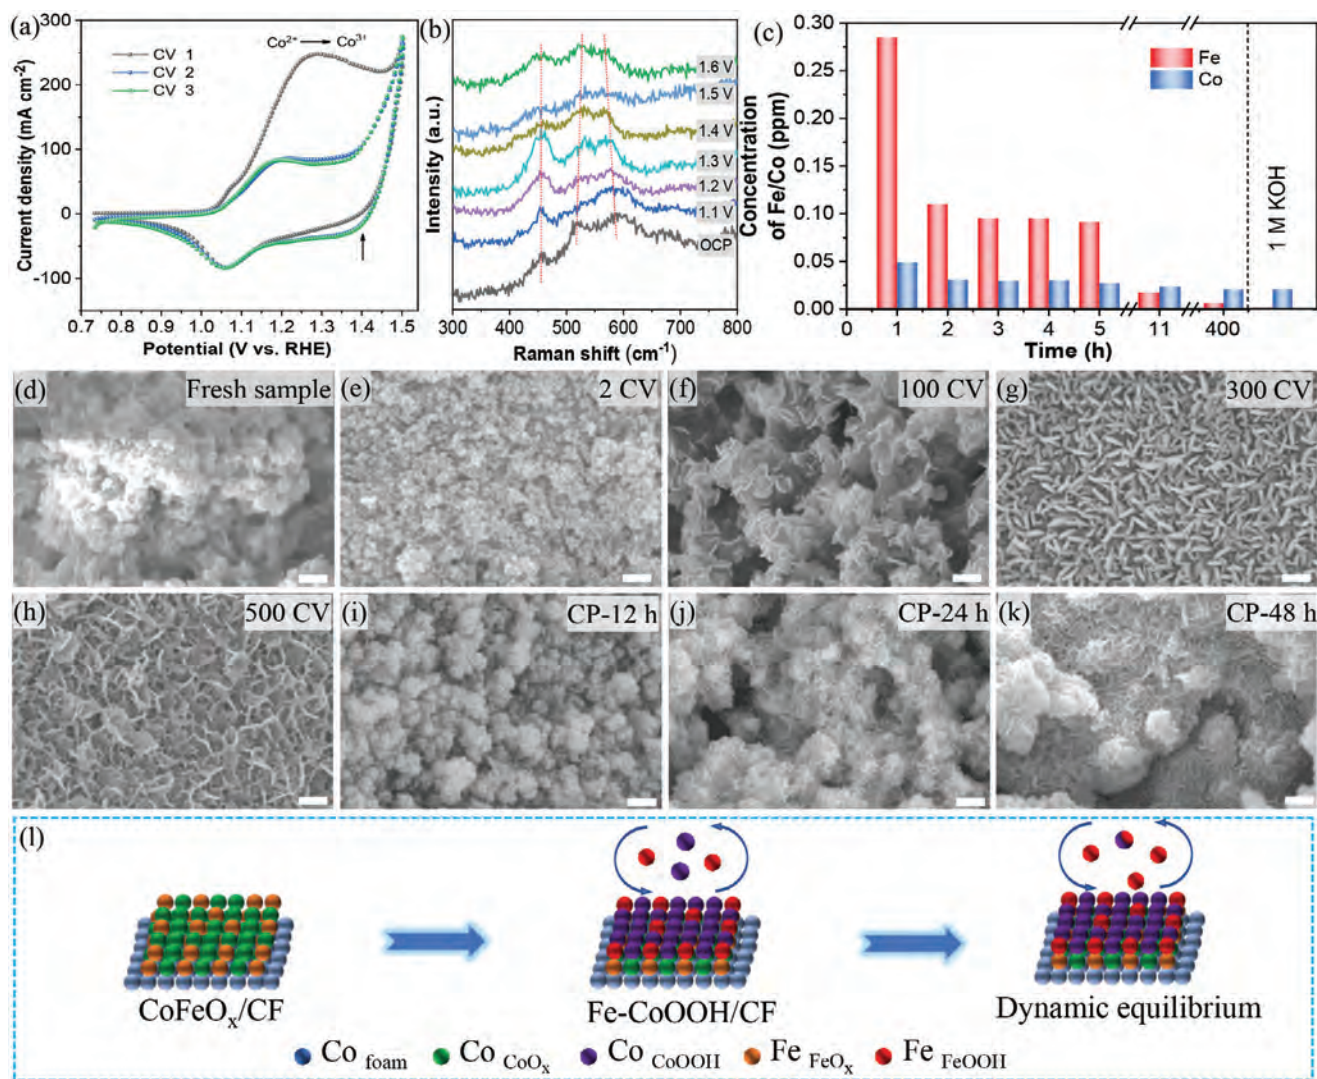 (a)
300
250
200
150
100
50
0
-50
-100
Current density (mA cm⁻²)
CV 1
CV 2
CV 3
Co²⁺ → Co³⁺
0.7 0.8 0.9 1.0 1.1 1.2 1.3 1.4 1.5
Potential (V vs. RHE)
(b)
Intensity (a.u.)
1.6 V
1.5 V
1.4 V
1.3 V
1.2 V
1.1 V
OCP
300 400 500 600 700 800
Raman shift (cm⁻¹)
(c)
Concentration
of Fe/Co (ppm)
0.30
0.25
0.20
0.15
0.10
0.05
0.00
Fe
Co
1 M KOH
0 1 2 3 4 5 11 400
Time (h)
(d) Fresh sample
(e) 2 CV
(f) 100 CV
(g) 300 CV
(h) 500 CV
(i) CP-12 h
(j) CP-24 h
(k) CP-48 h
(l)
CoFeOₓ/CF
Fe-CoOOH/CF
Dynamic equilibrium
Co foam
Co CoOₓ
Co CoOOH
Fe FeOₓ
Fe FeOOH